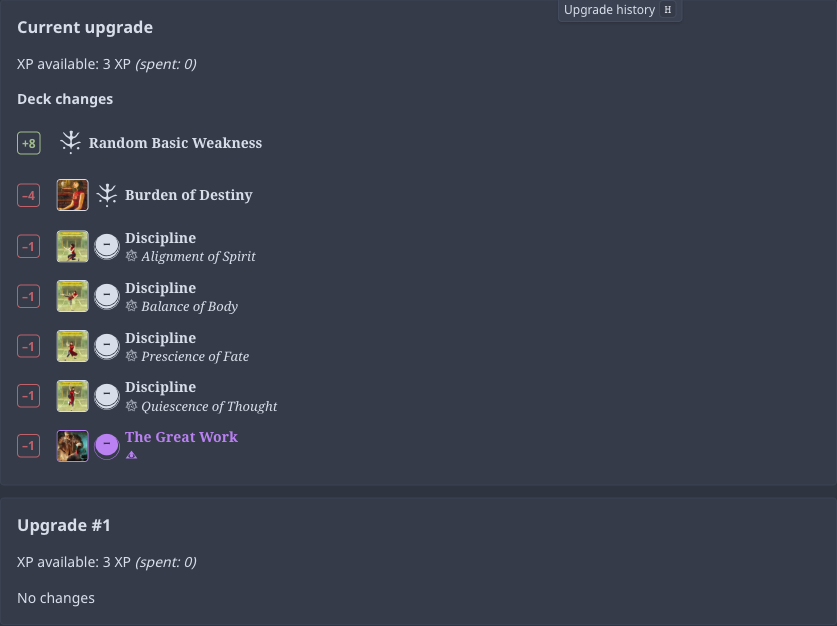 Upgrade history H
Current upgrade
XP available: 3 XP (spent: 0)
Deck changes
+8 Random Basic Weakness
−4 Burden of Destiny
−1 – Discipline
Alignment of Spirit
−1 – Discipline
Balance of Body
−1 – Discipline
Prescience of Fate
−1 – Discipline
Quiescence of Thought
−1 – The Great Work
Upgrade #1
XP available: 3 XP (spent: 0)
No changes